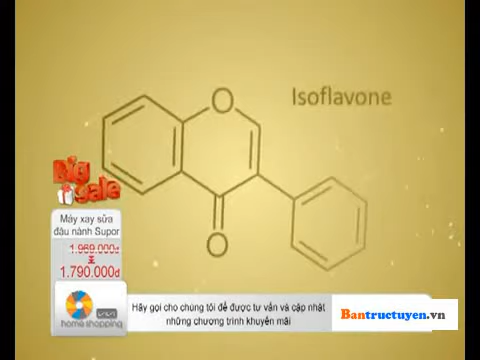 Isoflavone
O
O
Big
Sale
Máy xay sữa
đậu nành Supor
1.969.000đ
1.790.000đ
home shopping
Hãy gọi cho chúng tôi để được tư vấn và cập nhật
những chương trình khuyến mãi
Bantructuyen.vn